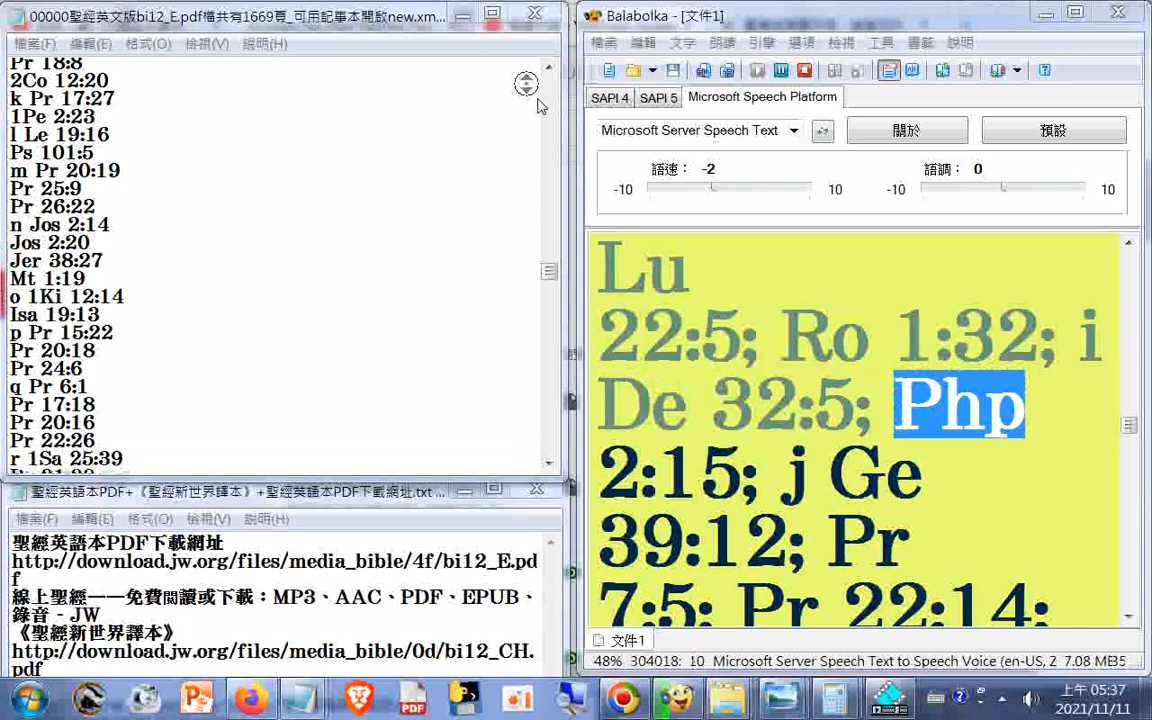 00000聖經英文版bi12_E.pdf檔共有1669頁_可用記事本開啟new.xm...
檔案(F) 編輯(E) 格式(O) 檢視(V) 說明(H)
Pr 18:8
2Co 12:20
k Pr 17:27
1Pe 2:23
l Le 19:16
Ps 101:5
m Pr 20:19
Pr 25:9
Pr 26:22
n Jos 2:14
Jos 2:20
Jer 38:27
Mt 1:19
o 1Ki 12:14
Isa 19:13
p Pr 15:22
Pr 20:18
Pr 24:6
q Pr 6:1
Pr 17:18
Pr 20:16
Pr 22:26
r 1Sa 25:39
聖經英語本PDF+《聖經新世界譯本》+聖經英語本PDF下載網址.txt ...
檔案(F) 編輯(E) 格式(O) 檢視(V) 說明(H)
聖經英語本PDF下載網址
http://download.jw.org/files/media_bible/4f/bi12_E.pd
f
線上聖經——免費閱讀或下載：MP3、AAC、PDF、EPUB、
錄音 - JW
《聖經新世界譯本》
http://download.jw.org/files/media_bible/0d/bi12_CH.
pdf
Balabolka - [文件1]
檔案 編輯 文字 朗讀 引擎 選項 檢視 工具 書籤 說明
SAPI 4 SAPI 5 Microsoft Speech Platform
Microsoft Server Speech Text 關於 預設
語速： -2 語調： 0
-10 10 -10 10
Lu
22:5; Ro 1:32; i
De 32:5; Php
2:15; j Ge
39:12; Pr
7:5; Pr 22:14;
文件1
48% 304018: 10 Microsoft Server Speech Text to Speech Voice (en-US, Z 7.08 MB
上午 05:37
2021/11/11